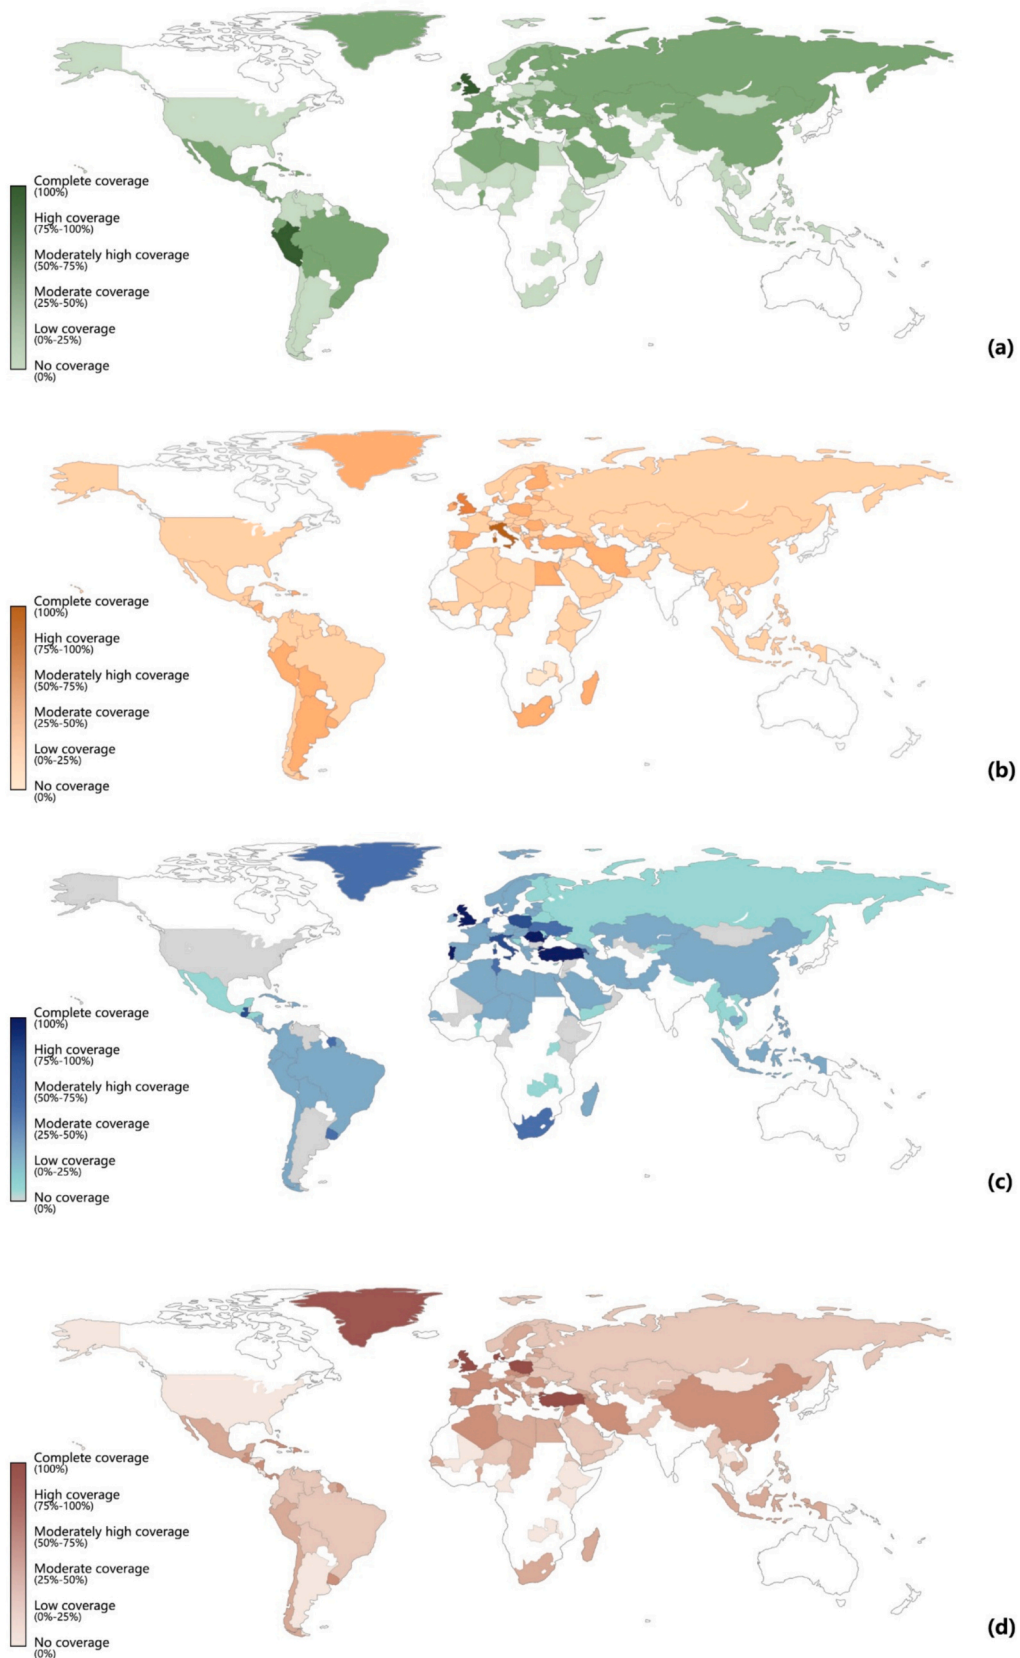 Complete coverage
(100%)
High coverage
(75%-100%)
Moderately high coverage
(50%-75%)
Moderate coverage
(25%-50%)
Low coverage
(0%-25%)
No coverage
(0%)
(a)
Complete coverage
(100%)
High coverage
(75%-100%)
Moderately high coverage
(50%-75%)
Moderate coverage
(25%-50%)
Low coverage
(0%-25%)
No coverage
(0%)
(b)
Complete coverage
(100%)
High coverage
(75%-100%)
Moderately high coverage
(50%-75%)
Moderate coverage
(25%-50%)
Low coverage
(0%-25%)
No coverage
(0%)
(c)
Complete coverage
(100%)
High coverage
(75%-100%)
Moderately high coverage
(50%-75%)
Moderate coverage
(25%-50%)
Low coverage
(0%-25%)
No coverage
(0%)
(d)